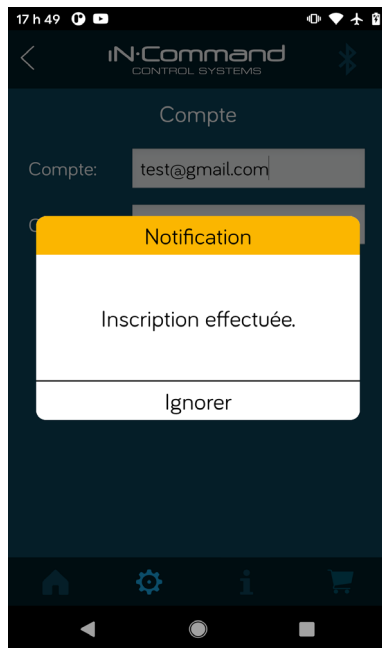 17 h 49
iN·Command
CONTROL SYSTEMS
Compte
Compte:
test@gmail.com
C
Notification
Inscription effectuée.
Ignorer